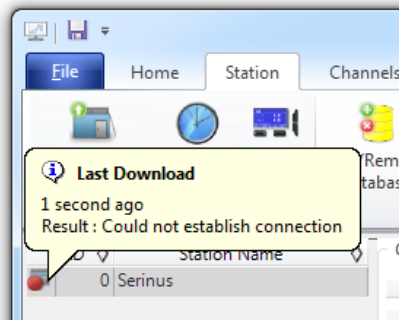 File Home Station Channels
Last Download
1 second ago
Result : Could not establish connection
Station Name
0 Serinus